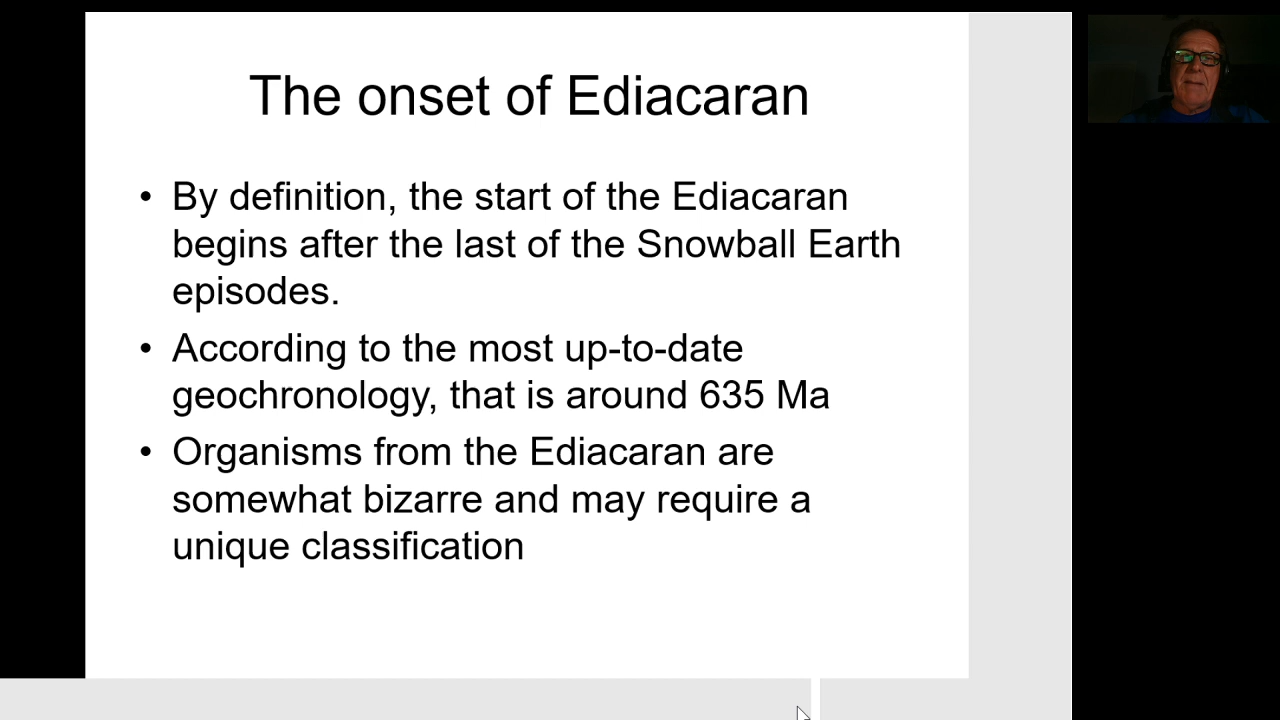 The onset of Ediacaran
• By definition, the start of the Ediacaran
begins after the last of the Snowball Earth
episodes.
• According to the most up-to-date
geochronology, that is around 635 Ma
• Organisms from the Ediacaran are
somewhat bizarre and may require a
unique classification